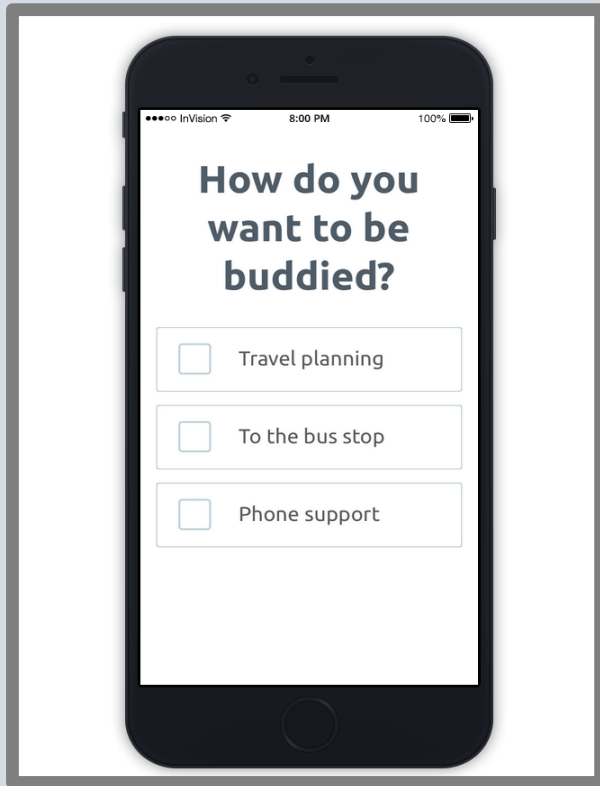 InVision 8:00 PM 100%
How do you
want to be
buddied?
Travel planning
To the bus stop
Phone support